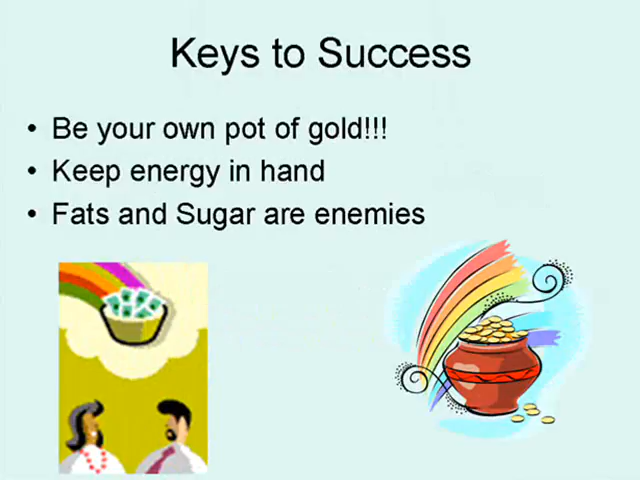 Keys to Success
• Be your own pot of gold!!!
• Keep energy in hand
• Fats and Sugar are enemies